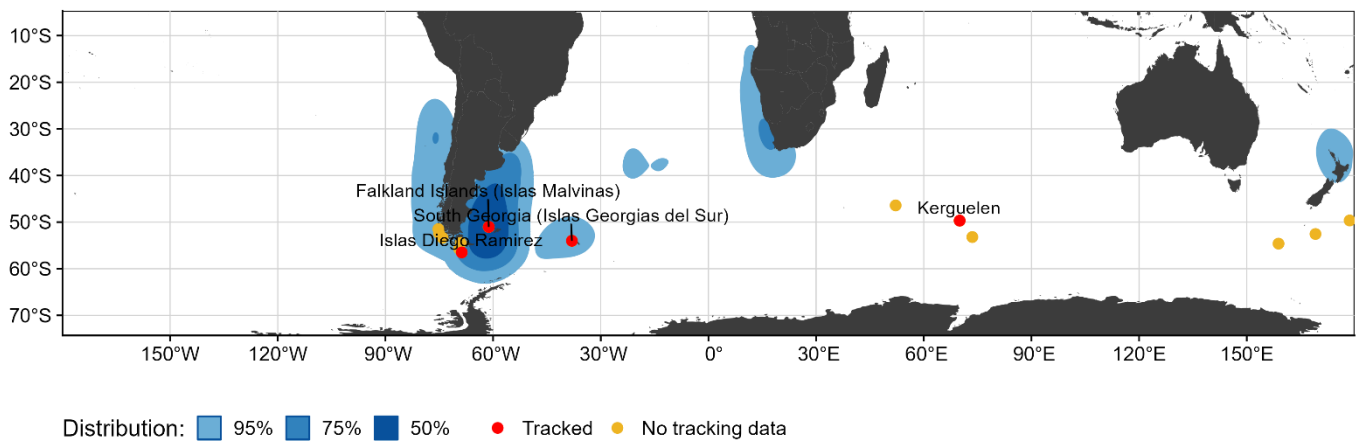 10°S
20°S
30°S
40°S
50°S
60°S
70°S
Falkland Islands (Islas Malvinas)
South Georgia (Islas Georgias del Sur)
Kerguelen
Islas Diego Ramirez
150°W 120°W 90°W 60°W 30°W 0° 30°E 60°E 90°E 120°E 150°E
Distribution: 95% 75% 50% Tracked No tracking data